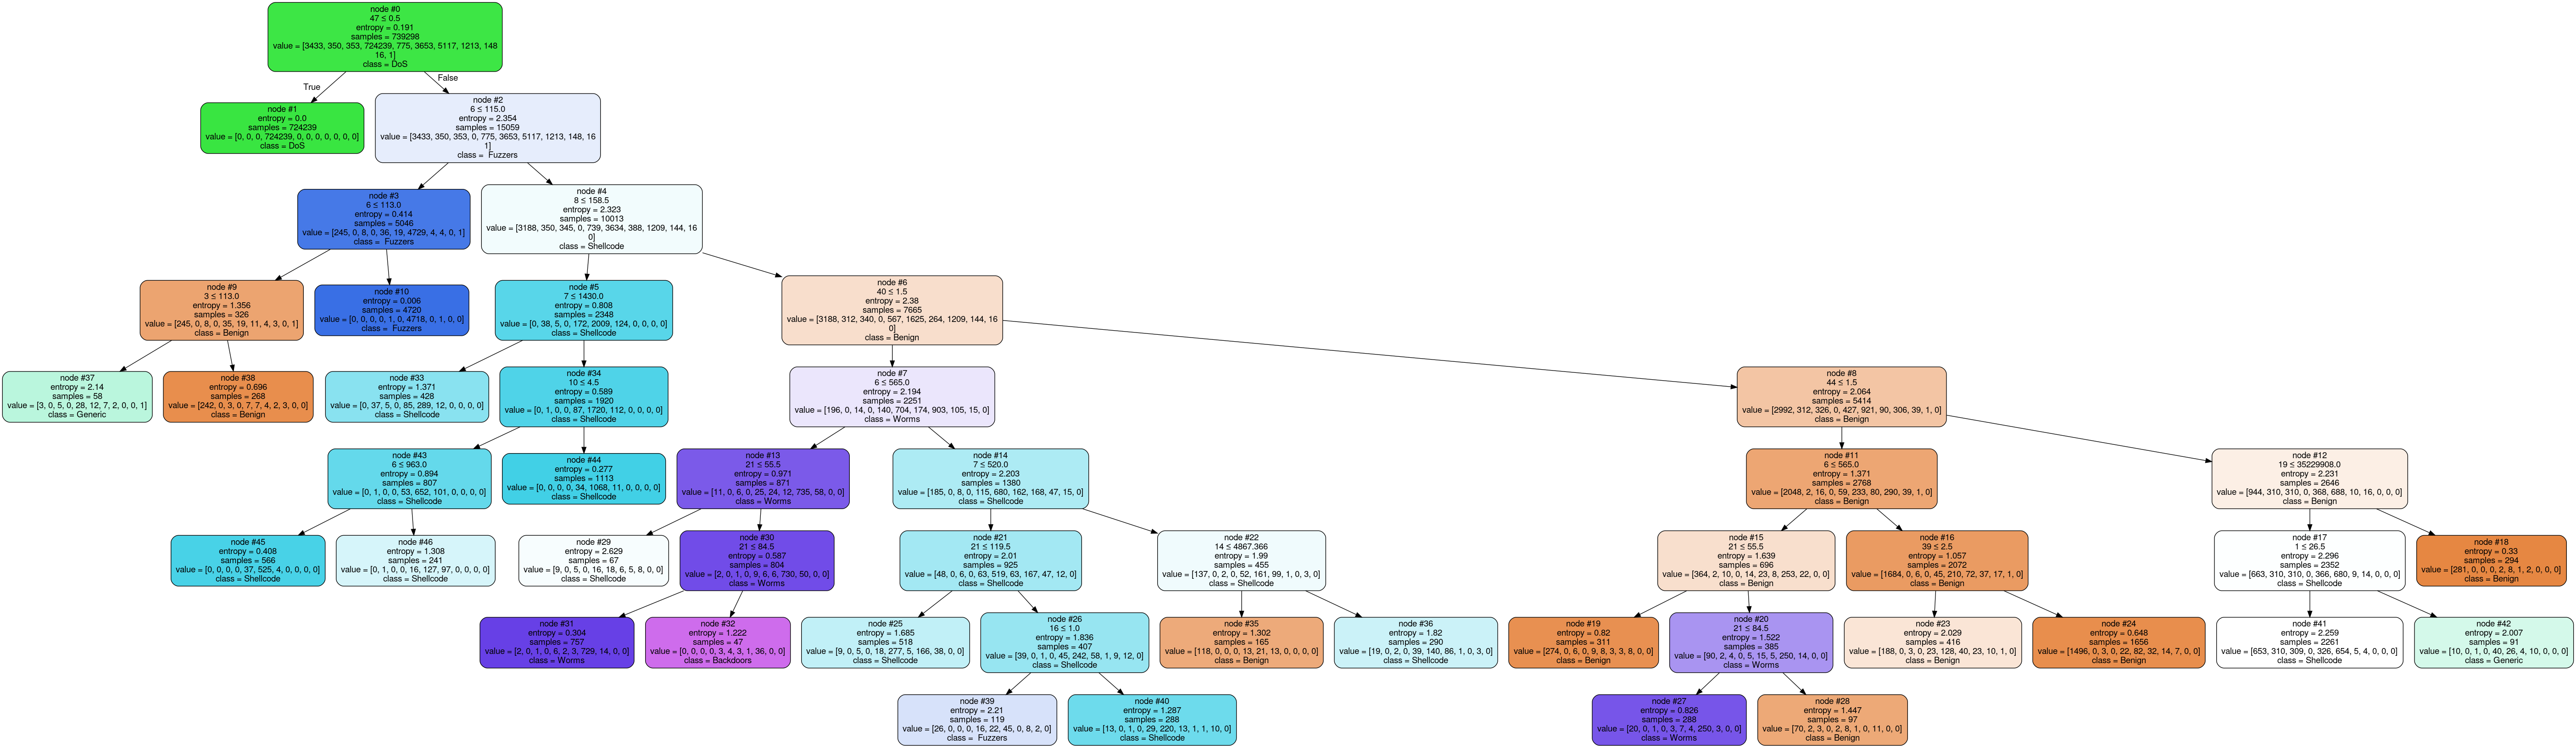 node #0
47 ≤ 0.5
entropy = 0.191
samples = 739298
value = [3433, 350, 353, 724239, 775, 3653, 5117, 1213, 148
16, 1]
class = DoS
True
False
node #1
entropy = 0.0
samples = 724239
value = [0, 0, 0, 724239, 0, 0, 0, 0, 0, 0, 0]
class = DoS
node #2
6 ≤ 115.0
entropy = 2.354
samples = 15059
value = [3433, 350, 353, 0, 775, 3653, 5117, 1213, 148, 16
1]
class = Fuzzers
node #3
6 ≤ 113.0
entropy = 0.414
samples = 5046
value = [245, 0, 8, 0, 36, 19, 4729, 4, 4, 0, 1]
class = Fuzzers
node #4
8 ≤ 158.5
entropy = 2.323
samples = 10013
value = [3188, 350, 345, 0, 739, 3634, 388, 1209, 144, 16
0]
class = Shellcode
node #9
3 ≤ 113.0
entropy = 1.356
samples = 326
value = [245, 0, 8, 0, 35, 19, 11, 4, 3, 0, 1]
class = Benign
node #10
entropy = 0.006
samples = 4720
value = [0, 0, 0, 0, 1, 0, 4718, 0, 1, 0, 0]
class = Fuzzers
node #5
7 ≤ 1430.0
entropy = 0.808
samples = 2348
value = [0, 38, 5, 0, 172, 2009, 124, 0, 0, 0, 0]
class = Shellcode
node #6
40 ≤ 1.5
entropy = 2.38
samples = 7665
value = [3188, 312, 340, 0, 567, 1625, 264, 1209, 144, 16
0]
class = Benign
node #37
entropy = 2.14
samples = 58
value = [3, 0, 5, 0, 28, 12, 7, 2, 0, 0, 1]
class = Generic
node #38
entropy = 0.696
samples = 268
value = [242, 0, 3, 0, 7, 7, 4, 2, 3, 0, 0]
class = Benign
node #33
entropy = 1.371
samples = 428
value = [0, 37, 5, 0, 85, 289, 12, 0, 0, 0, 0]
class = Shellcode
node #34
10 ≤ 4.5
entropy = 0.589
samples = 1920
value = [0, 1, 0, 0, 87, 1720, 112, 0, 0, 0, 0]
class = Shellcode
node #7
6 ≤ 565.0
entropy = 2.194
samples = 2251
value = [196, 0, 14, 0, 140, 704, 174, 903, 105, 15, 0]
class = Worms
node #8
44 ≤ 1.5
entropy = 2.064
samples = 5414
value = [2992, 312, 326, 0, 427, 921, 90, 306, 39, 1, 0]
class = Benign
node #43
6 ≤ 963.0
entropy = 0.894
samples = 807
value = [0, 1, 0, 0, 53, 652, 101, 0, 0, 0, 0]
class = Shellcode
node #44
entropy = 0.277
samples = 1113
value = [0, 0, 0, 0, 34, 1068, 11, 0, 0, 0, 0]
class = Shellcode
node #13
21 ≤ 55.5
entropy = 0.971
samples = 871
value = [11, 0, 6, 0, 25, 24, 12, 735, 58, 0, 0]
class = Worms
node #14
7 ≤ 520.0
entropy = 2.203
samples = 1380
value = [185, 0, 8, 0, 115, 680, 162, 168, 47, 15, 0]
class = Shellcode
node #11
6 ≤ 565.0
entropy = 1.371
samples = 2768
value = [2048, 2, 16, 0, 59, 233, 80, 290, 39, 1, 0]
class = Benign
node #12
19 ≤ 35229908.0
entropy = 2.231
samples = 2646
value = [944, 310, 310, 0, 368, 688, 10, 16, 0, 0, 0]
class = Benign
node #45
entropy = 0.408
samples = 566
value = [0, 0, 0, 0, 37, 525, 4, 0, 0, 0, 0]
class = Shellcode
node #46
entropy = 1.308
samples = 241
value = [0, 1, 0, 0, 16, 127, 97, 0, 0, 0, 0]
class = Shellcode
node #29
entropy = 2.629
samples = 67
value = [9, 0, 5, 0, 16, 18, 6, 5, 8, 0, 0]
class = Shellcode
node #30
21 ≤ 84.5
entropy = 0.587
samples = 804
value = [2, 0, 1, 0, 9, 6, 6, 730, 50, 0, 0]
class = Worms
node #21
21 ≤ 119.5
entropy = 2.01
samples = 925
value = [48, 0, 6, 0, 63, 519, 63, 167, 47, 12, 0]
class = Shellcode
node #22
14 ≤ 4867.366
entropy = 1.99
samples = 455
value = [137, 0, 2, 0, 52, 161, 99, 1, 0, 3, 0]
class = Shellcode
node #15
21 ≤ 55.5
entropy = 1.639
samples = 696
value = [364, 2, 10, 0, 14, 23, 8, 253, 22, 0, 0]
class = Benign
node #16
39 ≤ 2.5
entropy = 1.057
samples = 2072
value = [1684, 0, 6, 0, 45, 210, 72, 37, 17, 1, 0]
class = Benign
node #17
1 ≤ 26.5
entropy = 2.296
samples = 2352
value = [663, 310, 310, 0, 366, 680, 9, 14, 0, 0, 0]
class = Shellcode
node #18
entropy = 0.33
samples = 294
value = [281, 0, 0, 0, 2, 8, 1, 2, 0, 0, 0]
class = Benign
node #31
entropy = 0.304
samples = 757
value = [2, 0, 1, 0, 6, 2, 3, 729, 14, 0, 0]
class = Worms
node #32
entropy = 1.222
samples = 47
value = [0, 0, 0, 0, 3, 4, 3, 1, 36, 0, 0]
class = Backdoors
node #25
entropy = 1.685
samples = 518
value = [9, 0, 5, 0, 18, 277, 5, 166, 38, 0, 0]
class = Shellcode
node #26
16 ≤ 1.0
entropy = 1.836
samples = 407
value = [39, 0, 1, 0, 45, 242, 58, 1, 9, 12, 0]
class = Shellcode
node #35
entropy = 1.302
samples = 165
value = [118, 0, 0, 0, 13, 21, 13, 0, 0, 0, 0]
class = Benign
node #36
entropy = 1.82
samples = 290
value = [19, 0, 2, 0, 39, 140, 86, 1, 0, 3, 0]
class = Shellcode
node #19
entropy = 0.82
samples = 311
value = [274, 0, 6, 0, 9, 8, 3, 3, 8, 0, 0]
class = Benign
node #20
21 ≤ 84.5
entropy = 1.522
samples = 385
value = [90, 2, 4, 0, 5, 15, 5, 250, 14, 0, 0]
class = Worms
node #23
entropy = 2.029
samples = 416
value = [188, 0, 3, 0, 23, 128, 40, 23, 10, 1, 0]
class = Benign
node #24
entropy = 0.648
samples = 1656
value = [1496, 0, 3, 0, 22, 82, 32, 14, 7, 0, 0]
class = Benign
node #41
entropy = 2.259
samples = 2261
value = [653, 310, 309, 0, 326, 654, 5, 4, 0, 0, 0]
class = Shellcode
node #42
entropy = 2.007
samples = 91
value = [10, 0, 1, 0, 40, 26, 4, 10, 0, 0, 0]
class = Generic
node #39
entropy = 2.21
samples = 119
value = [26, 0, 0, 0, 16, 22, 45, 0, 8, 2, 0]
class = Fuzzers
node #40
entropy = 1.287
samples = 288
value = [13, 0, 1, 0, 29, 220, 13, 1, 1, 10, 0]
class = Shellcode
node #27
entropy = 0.826
samples = 288
value = [20, 0, 1, 0, 3, 7, 4, 250, 3, 0, 0]
class = Worms
node #28
entropy = 1.447
samples = 97
value = [70, 2, 3, 0, 2, 8, 1, 0, 11, 0, 0]
class = Benign